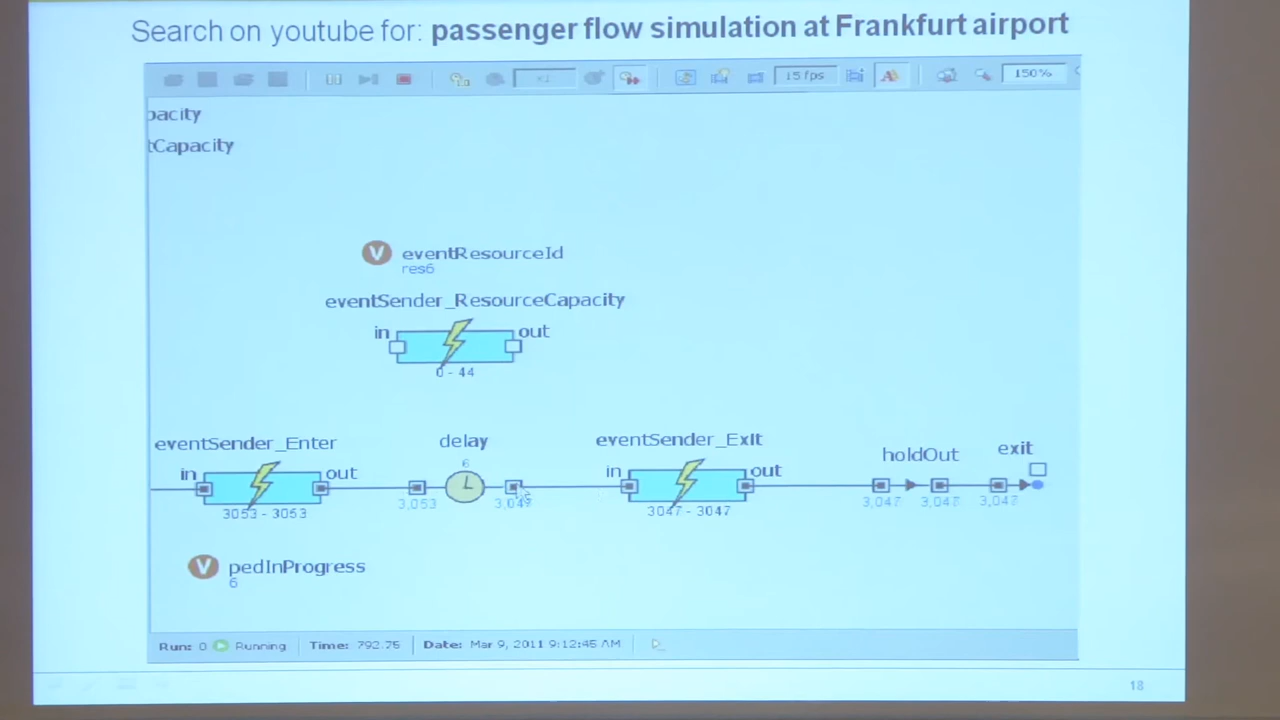 Search on youtube for: passenger flow simulation at Frankfurt airport
15 fps
150%
pacity
tCapacity
V eventResourceId
res6
eventSender_ResourceCapacity
in out
0 - 44
eventSender_Enter delay eventSender_Exit holdOut exit
in out 6 in out
3,053 3,047 3,047 3,047 3,047
3053 - 3053 3047 - 3047
V pedInProgress
6
Run: 0 Running Time: 792.75 Date: Mar 9, 2011 9:12:45 AM
18